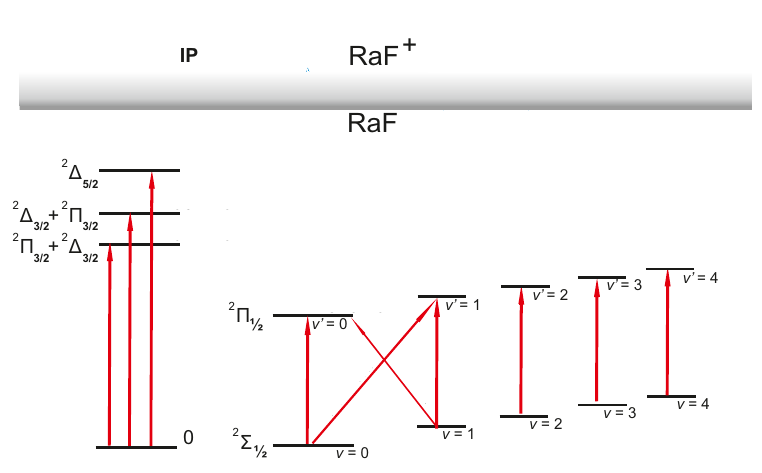 IP
RaF⁺
RaF
²Δ₅/₂
²Δ₃/₂+²Π₃/₂
²Π₃/₂+²Δ₃/₂
0
²Π½
v' = 0
v' = 1
v' = 2
v' = 3
v' = 4
²Σ½
v = 0
v = 1
v = 2
v = 3
v = 4